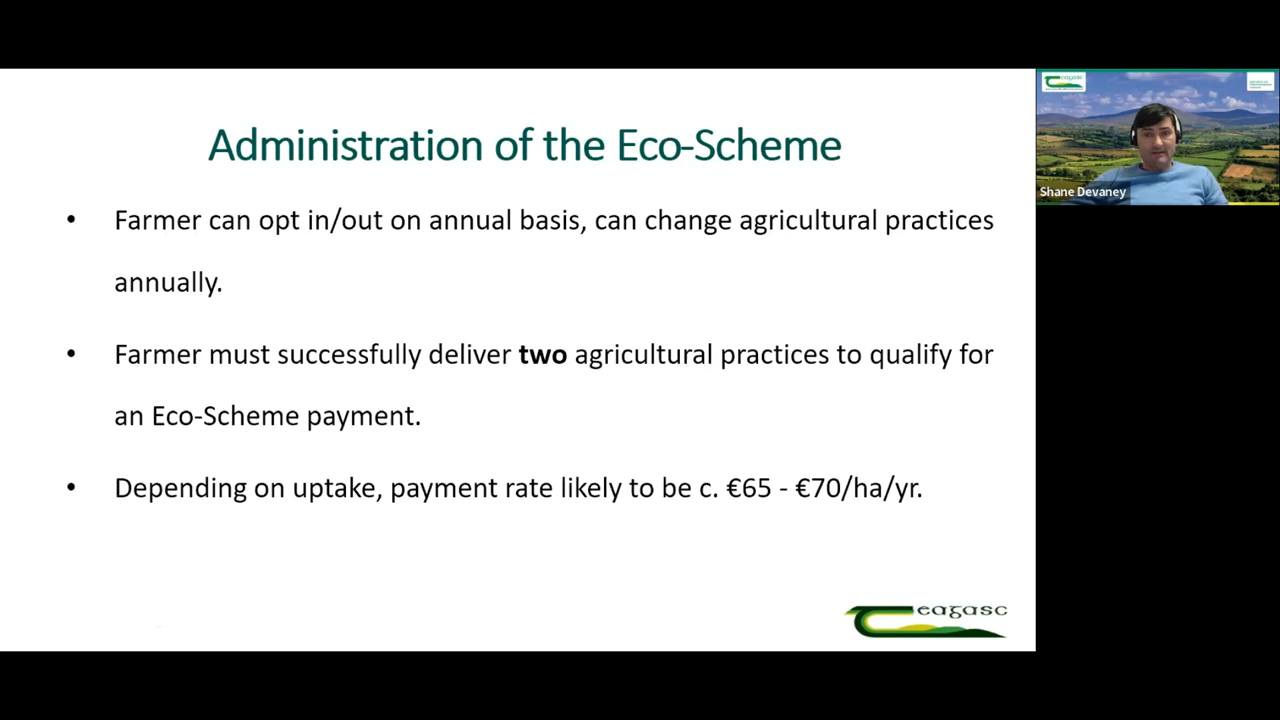 Administration of the Eco-Scheme
• Farmer can opt in/out on annual basis, can change agricultural practices
annually.
• Farmer must successfully deliver two agricultural practices to qualify for
an Eco-Scheme payment.
• Depending on uptake, payment rate likely to be c. €65 - €70/ha/yr.
Teagasc
Teagasc
Shane Devaney